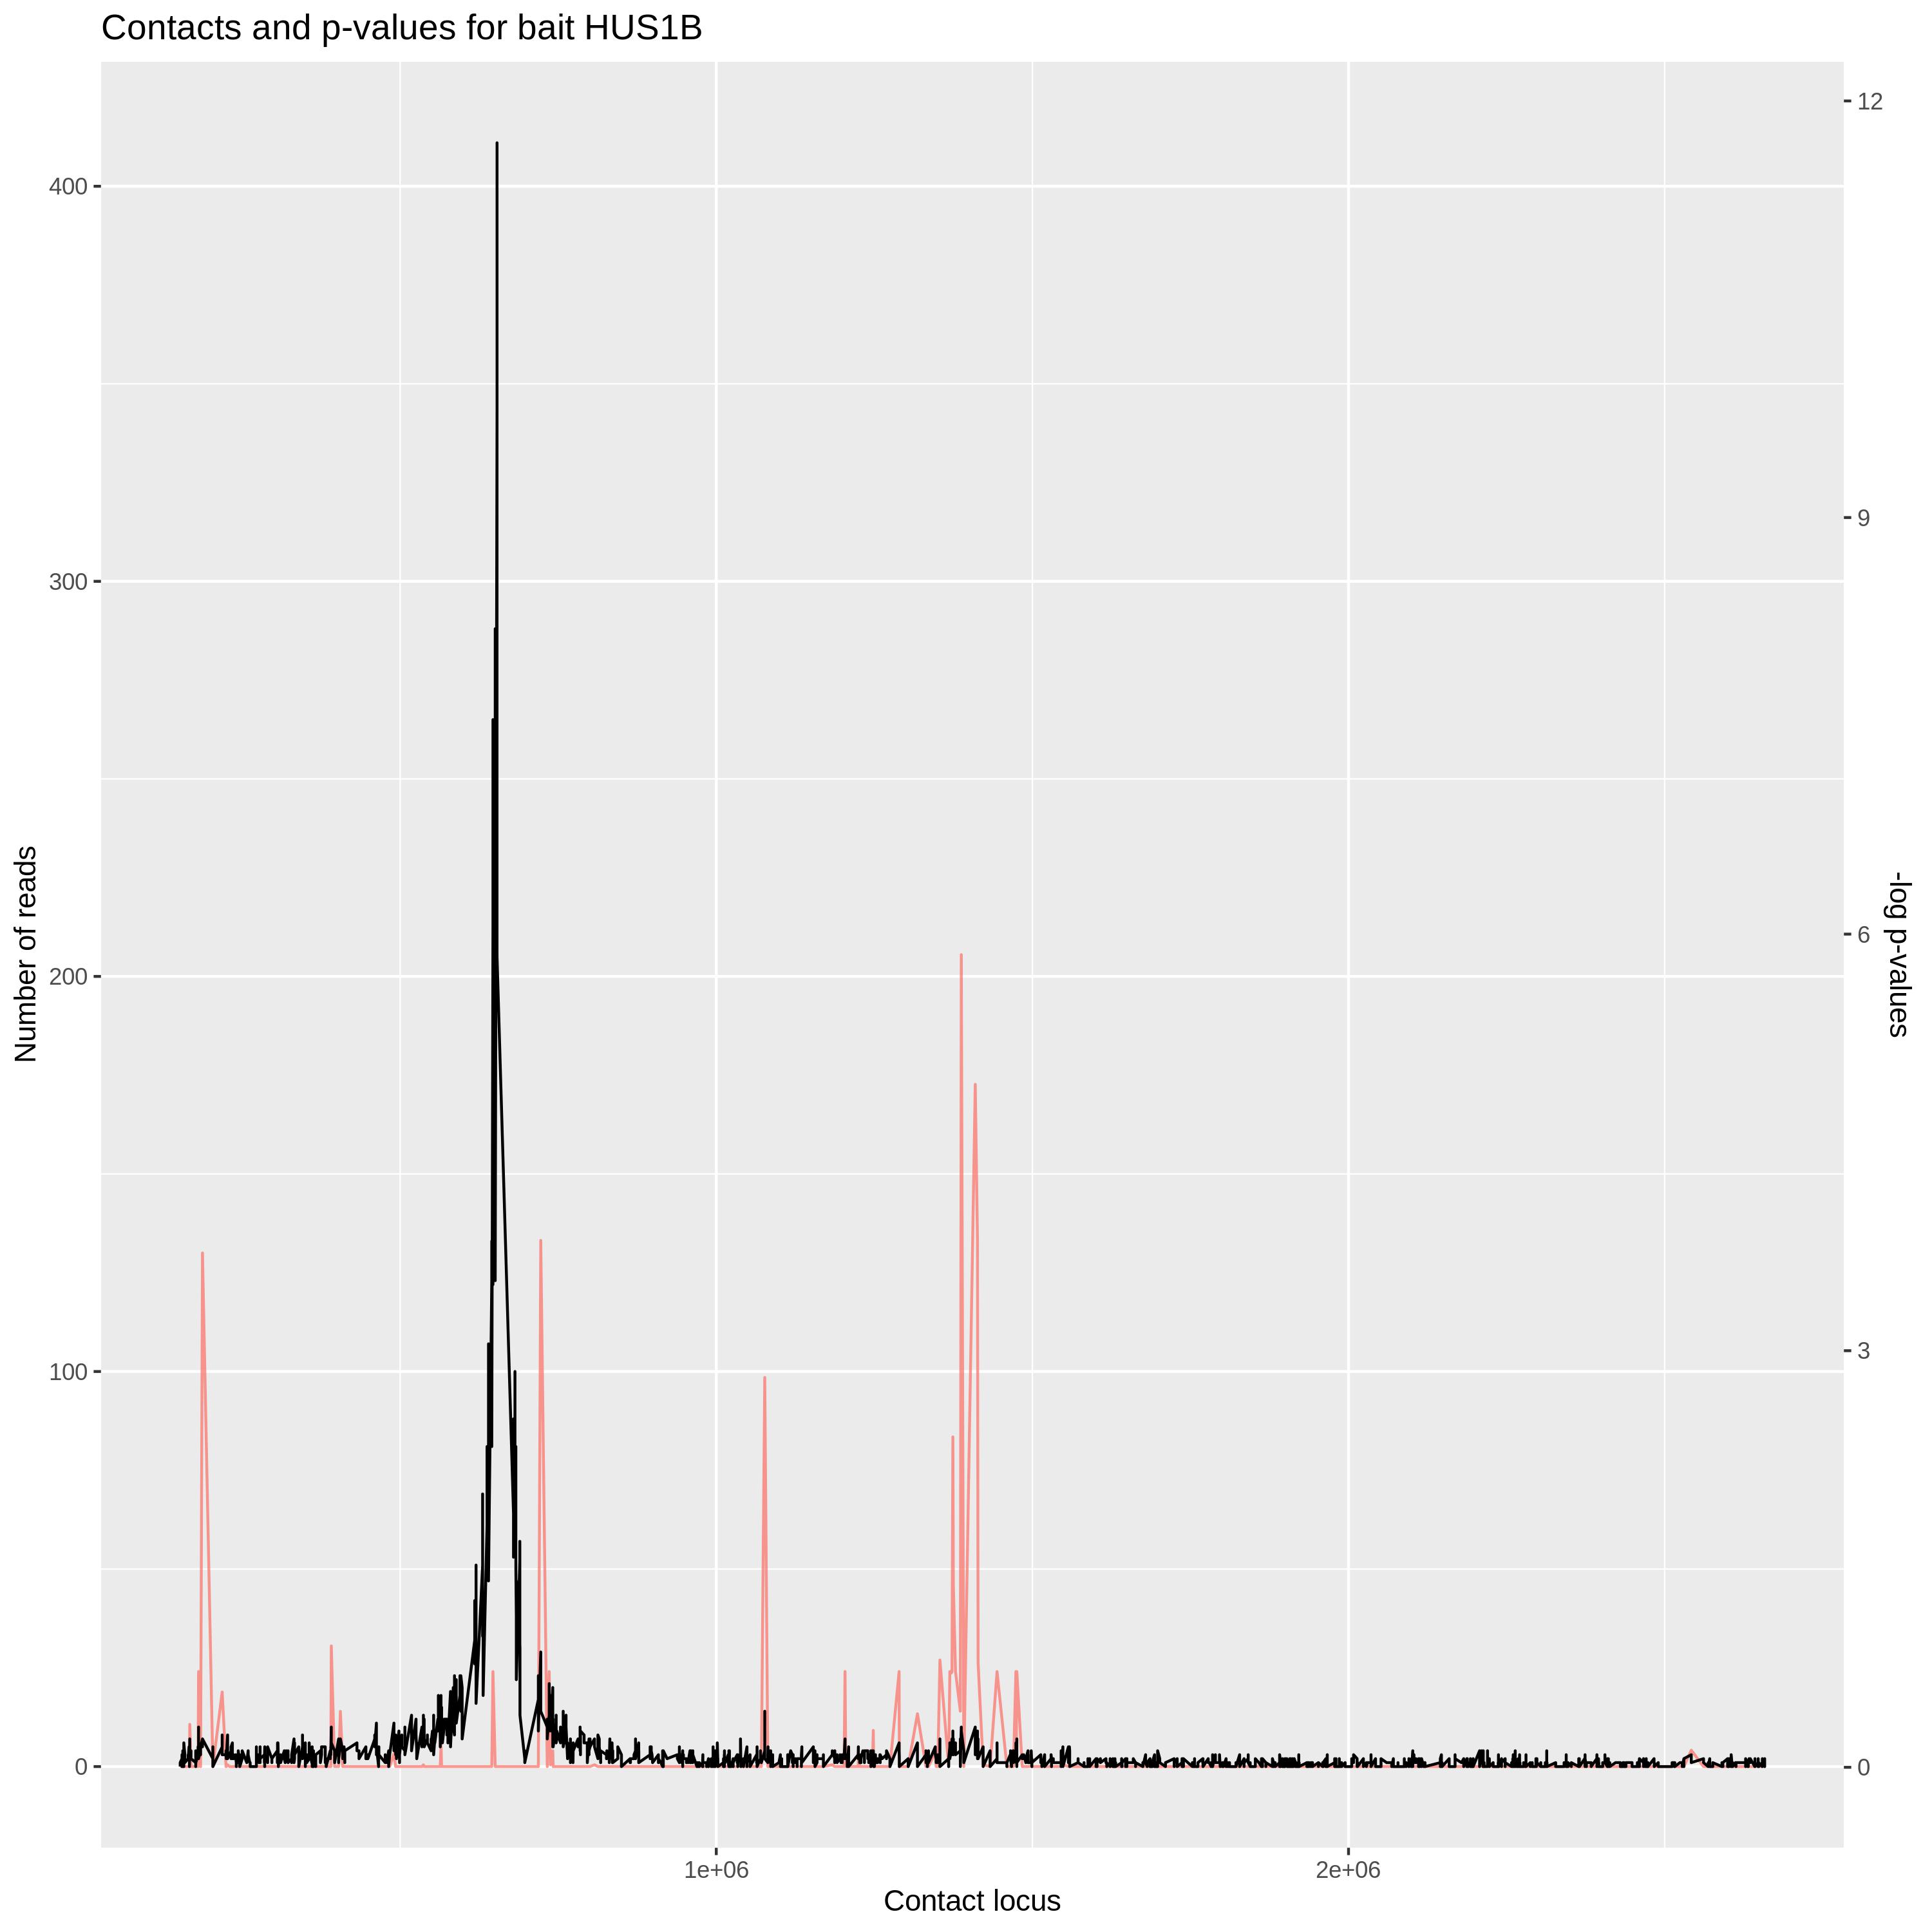 Contacts and p-values for bait HUS1B
Number of reads
400
300
200
100
0
12
9
6
3
0
-log p-values
1e+06
2e+06
Contact locus